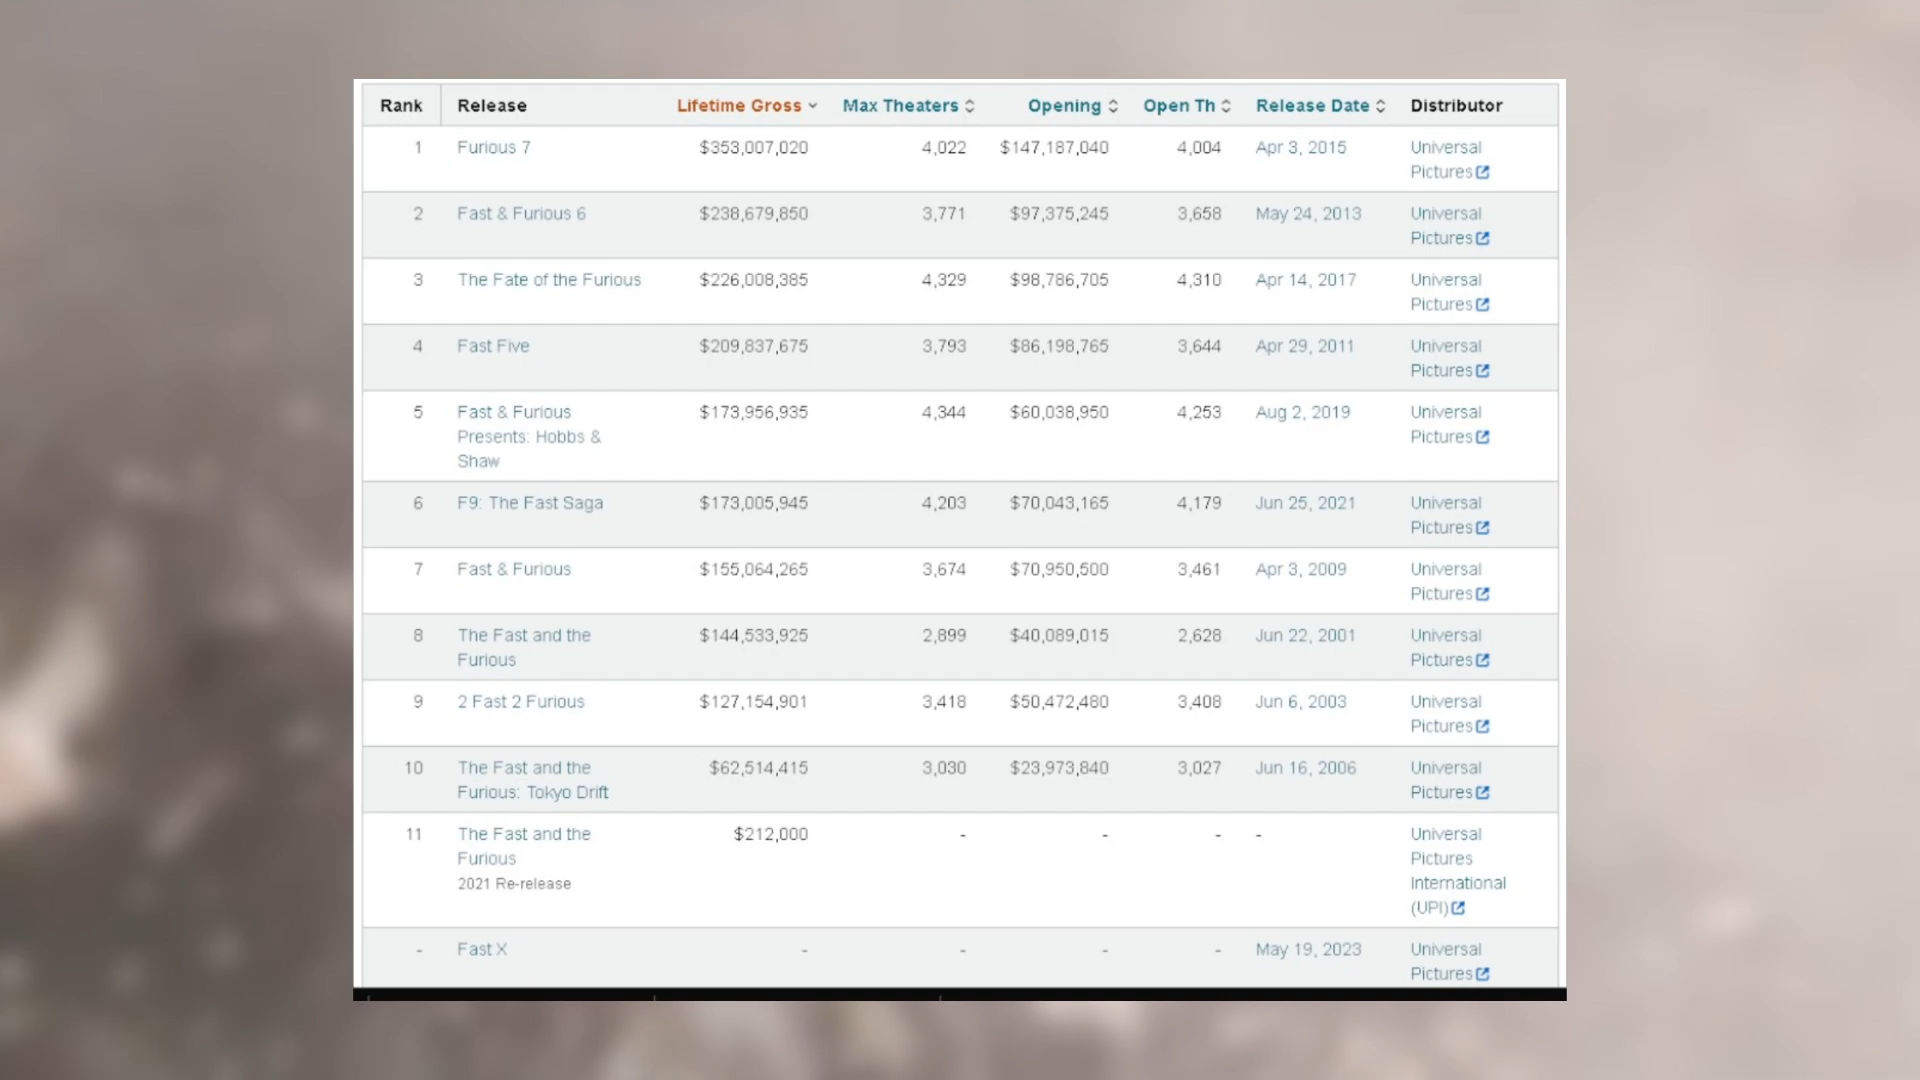 Rank Release Lifetime Gross Max Theaters Opening Open Th Release Date Distributor
1 Furious 7 $353,007,020 4,022 $147,187,040 4,004 Apr 3, 2015 Universal
Pictures
2 Fast & Furious 6 $238,679,850 3,771 $97,375,245 3,658 May 24, 2013 Universal
Pictures
3 The Fate of the Furious $226,008,385 4,329 $98,786,705 4,310 Apr 14, 2017 Universal
Pictures
4 Fast Five $209,837,675 3,793 $86,198,765 3,644 Apr 29, 2011 Universal
Pictures
5 Fast & Furious $173,956,935 4,344 $60,038,950 4,253 Aug 2, 2019 Universal
Presents: Hobbs & Pictures
Shaw
6 F9: The Fast Saga $173,005,945 4,203 $70,043,165 4,179 Jun 25, 2021 Universal
Pictures
7 Fast & Furious $155,064,265 3,674 $70,950,500 3,461 Apr 3, 2009 Universal
Pictures
8 The Fast and the $144,533,925 2,899 $40,089,015 2,628 Jun 22, 2001 Universal
Furious Pictures
9 2 Fast 2 Furious $127,154,901 3,418 $50,472,480 3,408 Jun 6, 2003 Universal
Pictures
10 The Fast and the $62,514,415 3,030 $23,973,840 3,027 Jun 16, 2006 Universal
Furious: Tokyo Drift Pictures
11 The Fast and the $212,000 - - - - Universal
Furious Pictures
2021 Re-release International
(UPI)
- Fast X - - - - May 19, 2023 Universal
Pictures